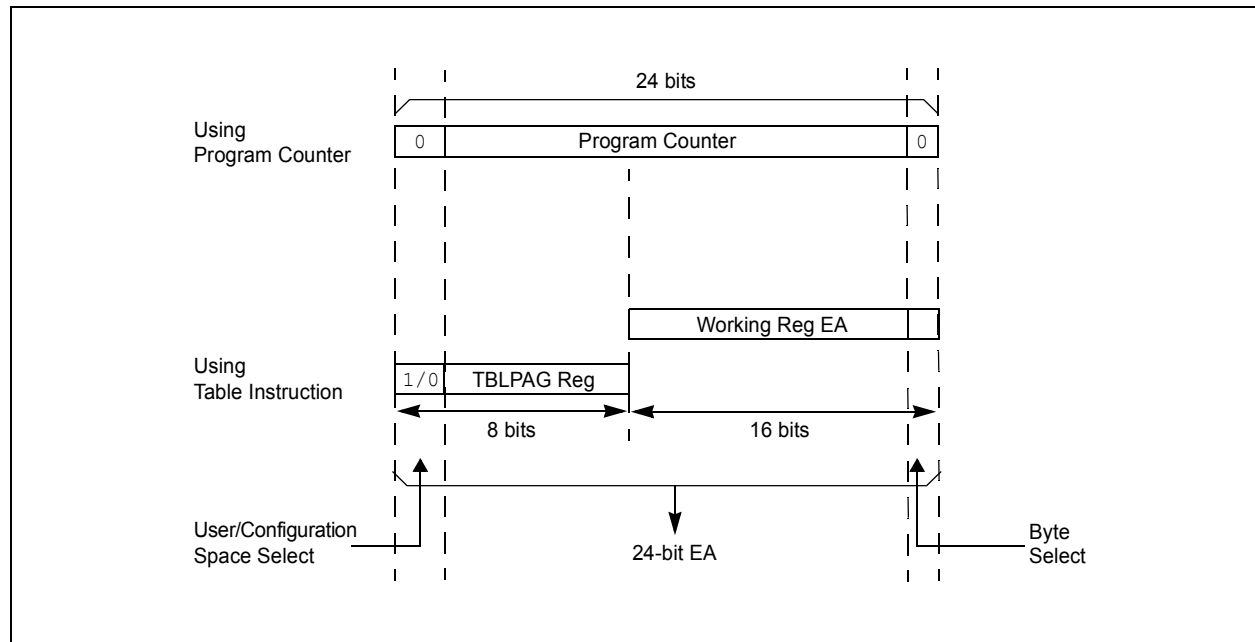 24 bits
Using
Program Counter
0
Program Counter
0
Working Reg EA
Using
Table Instruction
1/0
TBLPAG Reg
8 bits
16 bits
User/Configuration
Space Select
24-bit EA
Byte
Select